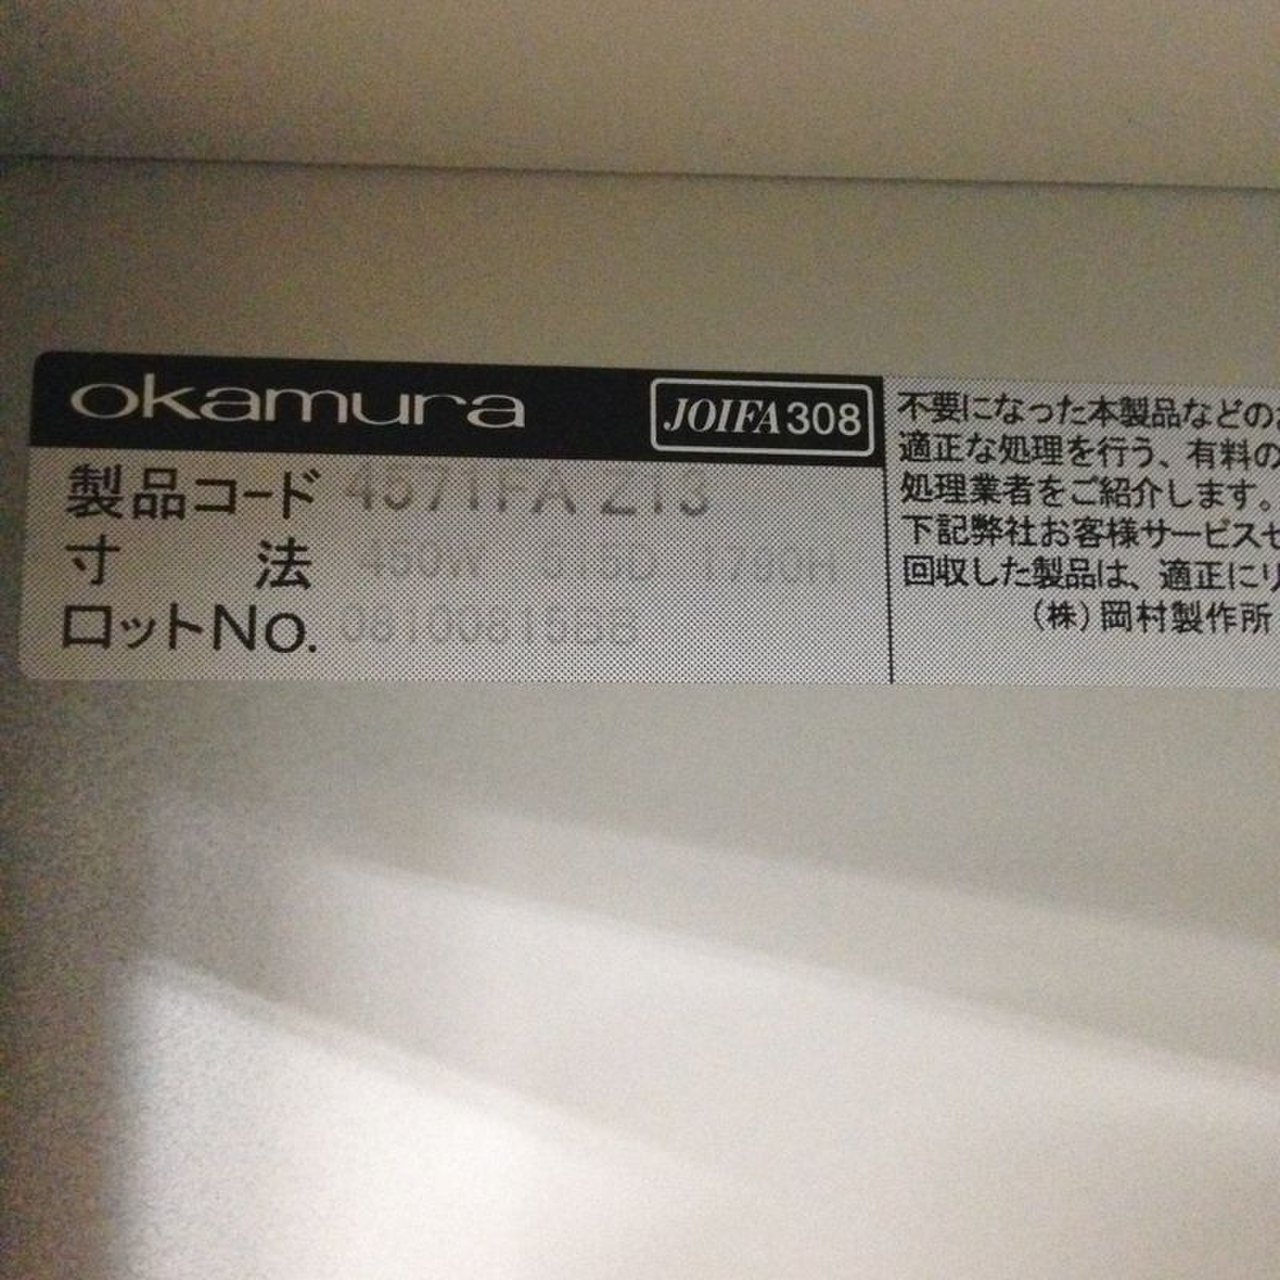 okamura JOIFA308
製品コード 4571FA Z13
寸 法
ロットNo.
不要になった本製品などの
適正な処理を行う、有料の
処理業者をご紹介します。
下記弊社お客様サービスセ
回収した製品は、適正にリ
(株)岡村製作所